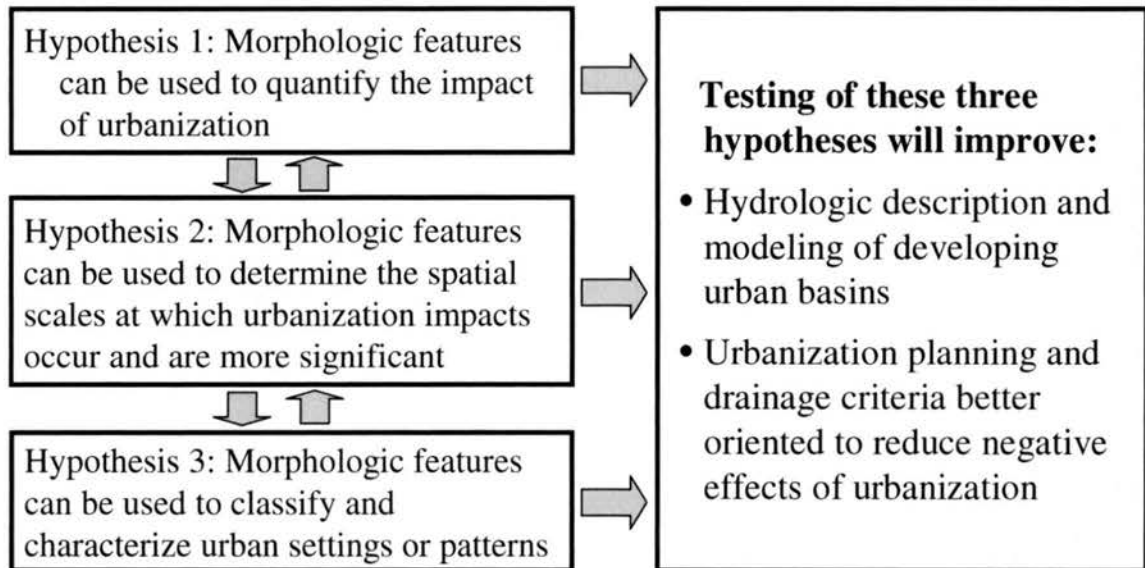 Hypothesis 1: Morphologic features
can be used to quantify the impact
of urbanization
Hypothesis 2: Morphologic features
can be used to determine the spatial
scales at which urbanization impacts
occur and are more significant
Hypothesis 3: Morphologic features
can be used to classify and
characterize urban settings or patterns
Testing of these three
hypotheses will improve:
• Hydrologic description and
modeling of developing
urban basins
• Urbanization planning and
drainage criteria better
oriented to reduce negative
effects of urbanization